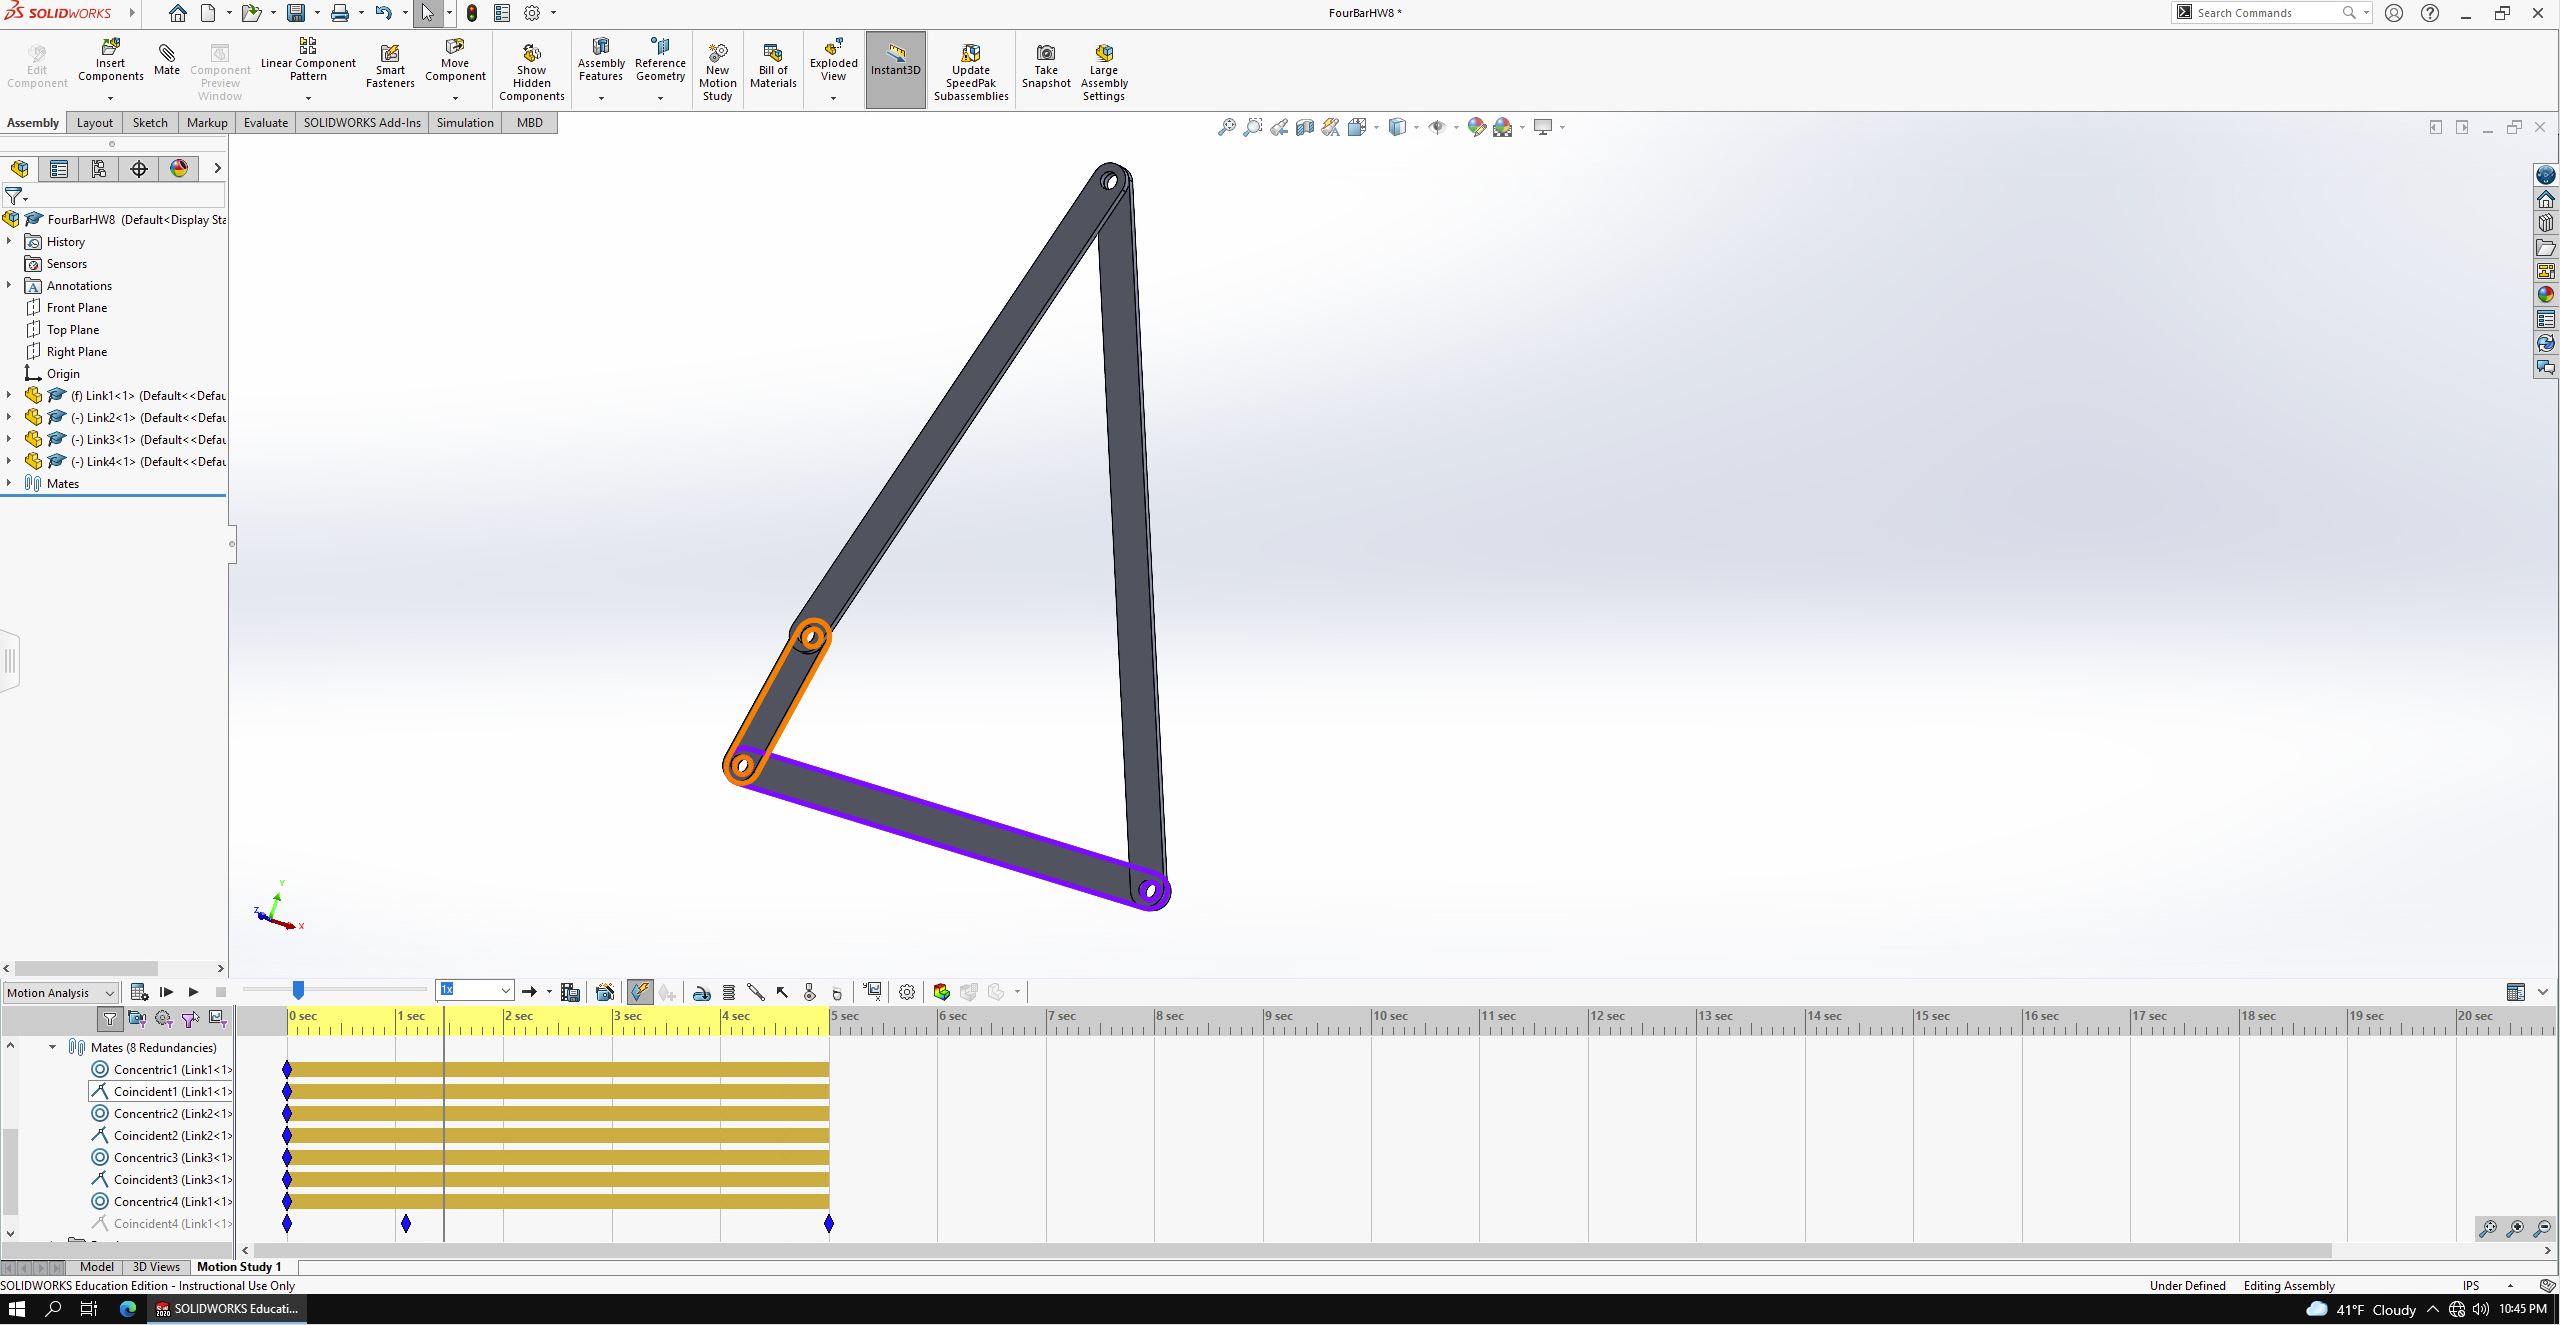 SOLIDWORKS
FourBarHW8 *
Search Commands
Edit Component
Insert Components
Mate
Component Preview Window
Linear Component Pattern
Smart Fasteners
Move Component
Show Hidden Components
Assembly Features
Reference Geometry
New Motion Study
Bill of Materials
Exploded View
Instant3D
Update SpeedPak Subassemblies
Take Snapshot
Large Assembly Settings
Assembly
Layout
Sketch
Markup
Evaluate
SOLIDWORKS Add-Ins
Simulation
MBD
FourBarHW8 (Default<Display Sta
History
Sensors
Annotations
Front Plane
Top Plane
Right Plane
Origin
(f) Link1<1> (Default<<Defau
(-) Link2<1> (Default<<Defau
(-) Link3<1> (Default<<Defau
(-) Link4<1> (Default<<Defau
Mates
Y
Z
X
Motion Analysis
1x
0 sec 1 sec 2 sec 3 sec 4 sec 5 sec 6 sec 7 sec 8 sec 9 sec 10 sec 11 sec 12 sec 13 sec 14 sec 15 sec 16 sec 17 sec 18 sec 19 sec 20 sec
Mates (8 Redundancies)
Concentric1 (Link1<1>
Coincident1 (Link1<1>
Concentric2 (Link2<1>
Coincident2 (Link2<1>
Concentric3 (Link3<1>
Coincident3 (Link3<1>
Concentric4 (Link1<1>
Coincident4 (Link1<1>
Model
3D Views
Motion Study 1
SOLIDWORKS Education Edition - Instructional Use Only
Under Defined
Editing Assembly
IPS
SOLIDWORKS Educati...
41°F Cloudy
10:45 PM